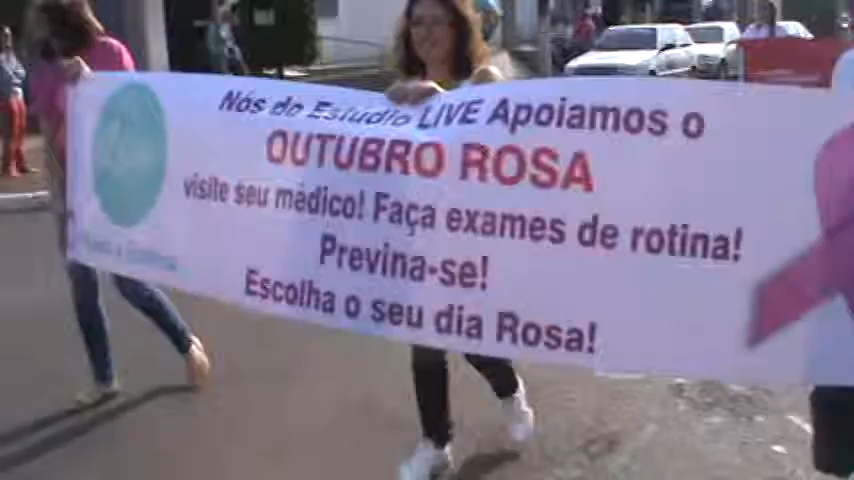 Nós do Estúdio LIVE Apoiamos o
OUTUBRO ROSA
visite seu médico! Faça exames de rotina!
Previna-se!
Escolha o seu dia Rosa!